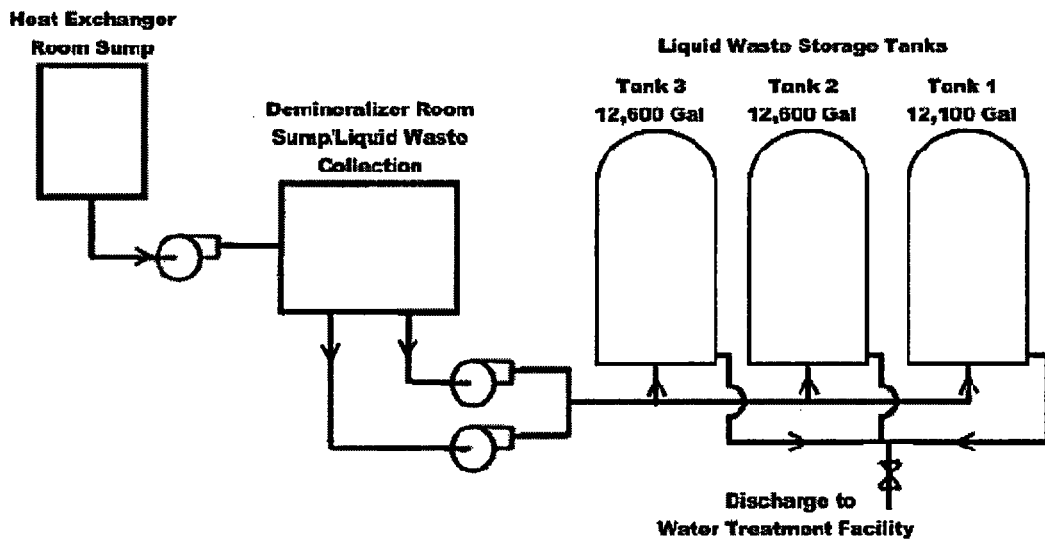 Heat Exchanger
Room Sump
Liquid Waste Storage Tanks
Tank 3
12,600 Gal
Tank 2
12,600 Gal
Tank 1
12,100 Gal
Demineralizer Room
Sump/Liquid Waste
Collection
Discharge to
Water Treatment Facility